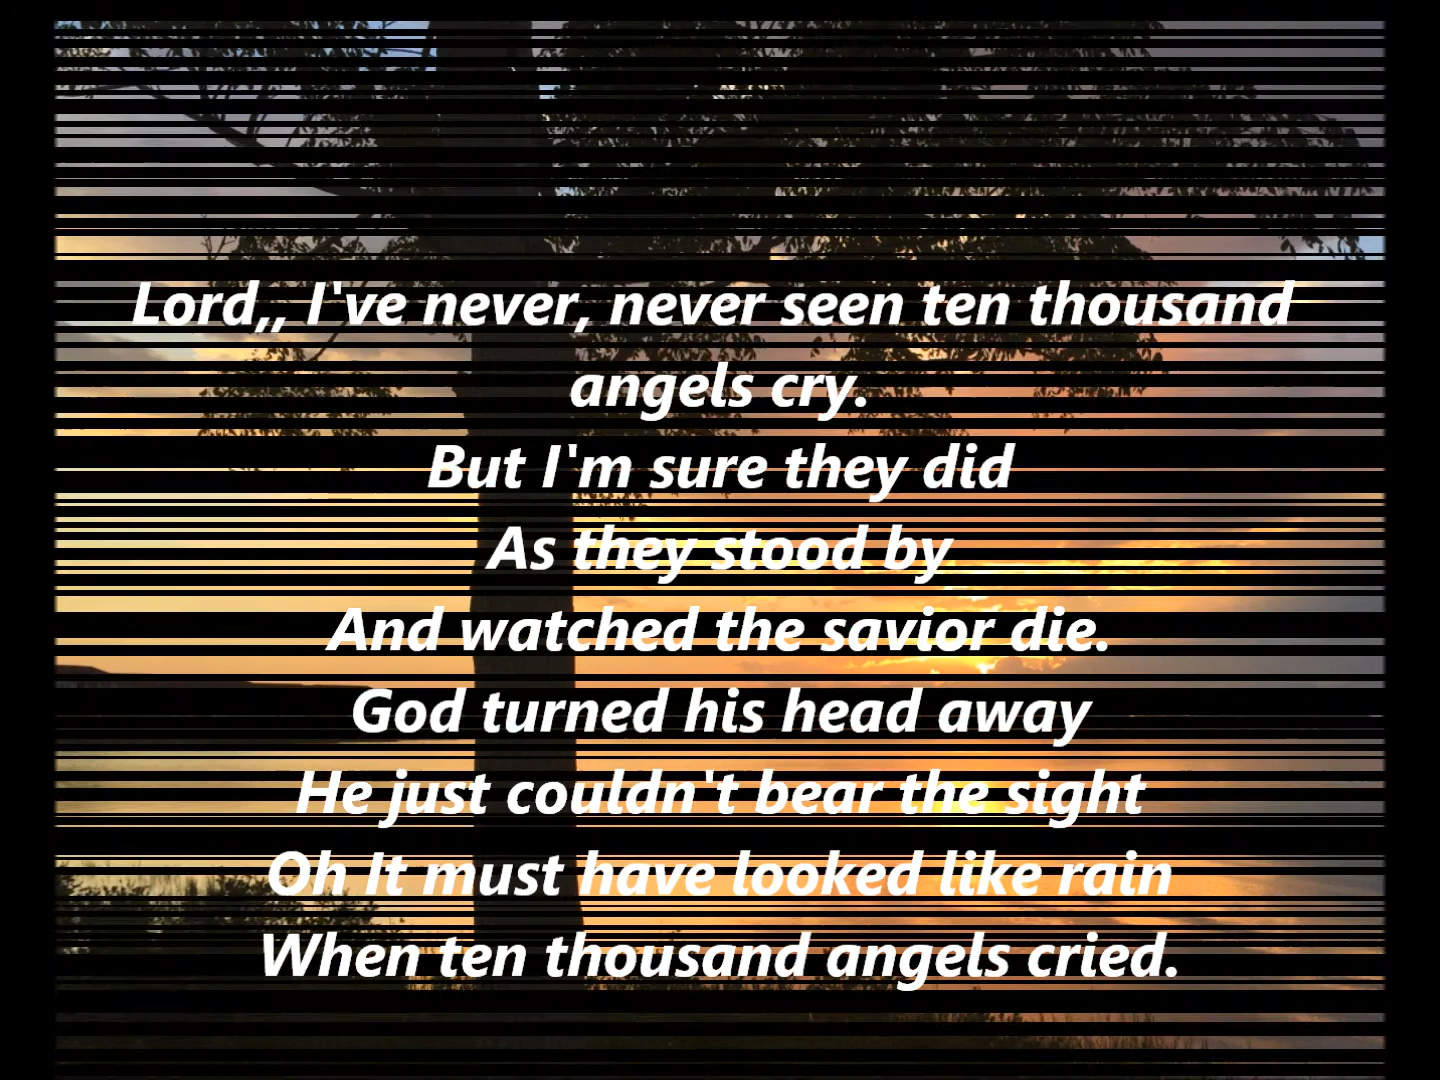 Lord,, I've never, never seen ten thousand
angels cry.
But I'm sure they did
As they stood by
And watched the savior die.
God turned his head away
He just couldn't bear the sight
Oh It must have looked like rain
When ten thousand angels cried.